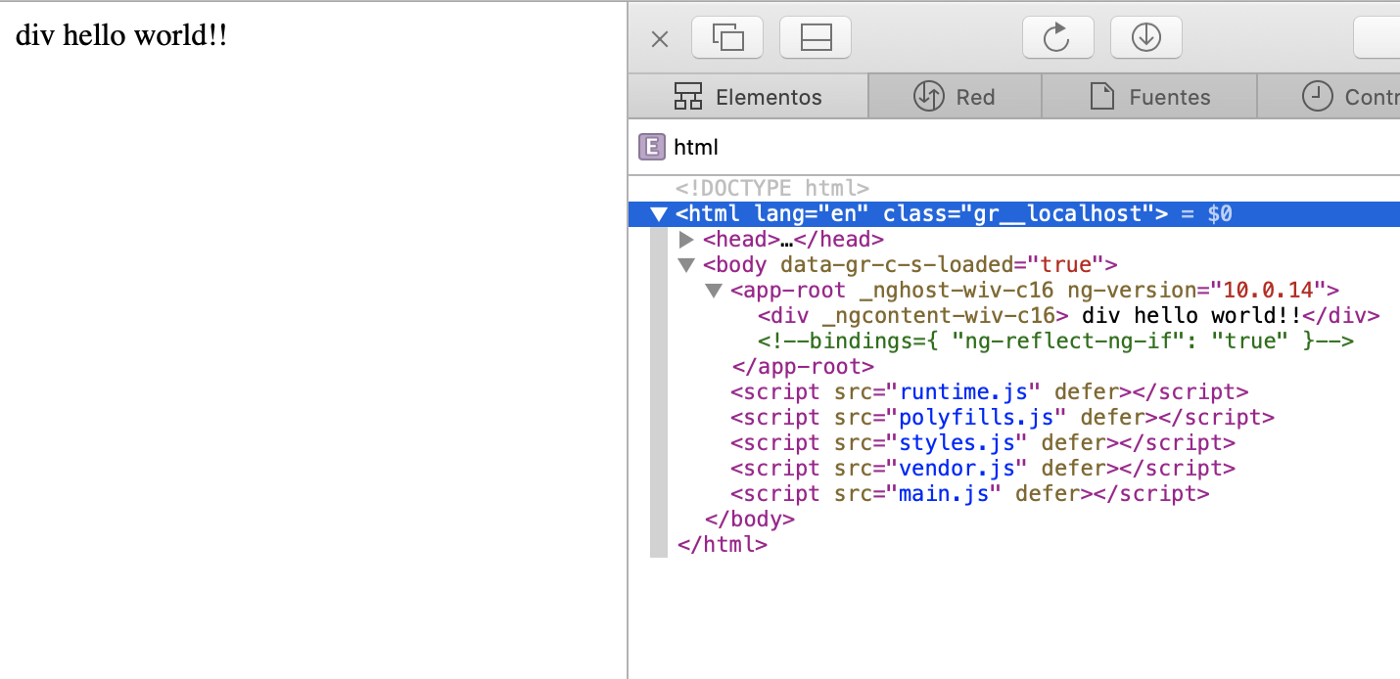 div hello world!!
Elementos
Red
Fuentes
Contr
E html
<!DOCTYPE html>
<html lang="en" class="gr__localhost"> = $0
<head>…</head>
<body data-gr-c-s-loaded="true">
<app-root _nghost-wiv-c16 ng-version="10.0.14">
<div _ngcontent-wiv-c16> div hello world!!</div>
<!--bindings={ "ng-reflect-ng-if": "true" }-->
</app-root>
<script src="runtime.js" defer></script>
<script src="polyfills.js" defer></script>
<script src="styles.js" defer></script>
<script src="vendor.js" defer></script>
<script src="main.js" defer></script>
</body>
</html>